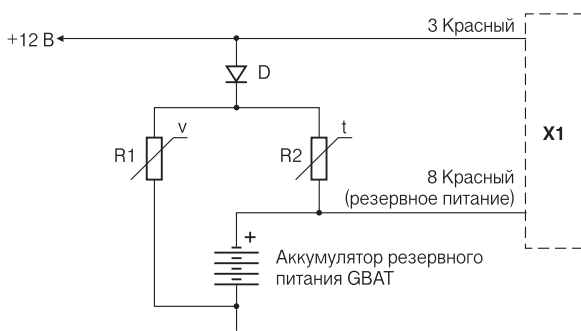 3 Красный
+12 В
D
v
t
R1
R2
X1
8 Красный
(резервное питание)
+
Аккумулятор резервного
питания GBAT